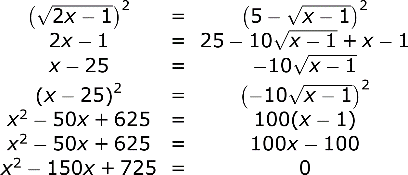 (√(2x − 1))² = (5 − √(x − 1))²
2x − 1 = 25 − 10√(x − 1) + x − 1
x − 25 = −10√(x − 1)
(x − 25)² = (−10√(x − 1))²
x² − 50x + 625 = 100(x − 1)
x² − 50x + 625 = 100x − 100
x² − 150x + 725 = 0